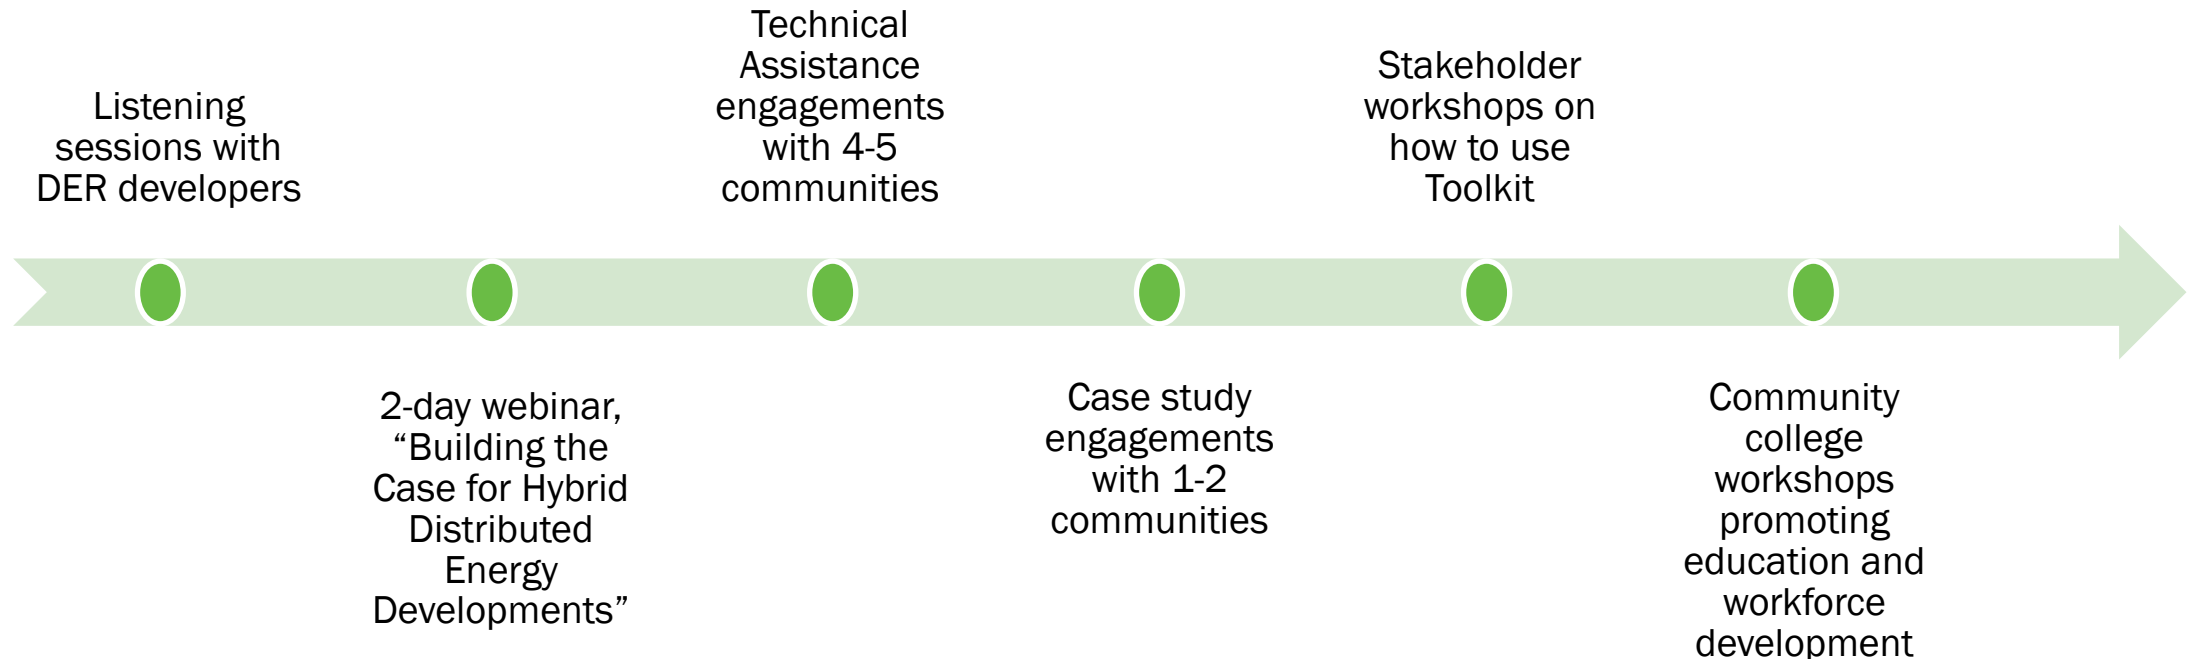 Listening
sessions with
DER developers
2-day webinar,
“Building the
Case for Hybrid
Distributed
Energy
Developments”
Technical
Assistance
engagements
with 4-5
communities
Case study
engagements
with 1-2
communities
Stakeholder
workshops on
how to use
Toolkit
Community
college
workshops
promoting
education and
workforce
development